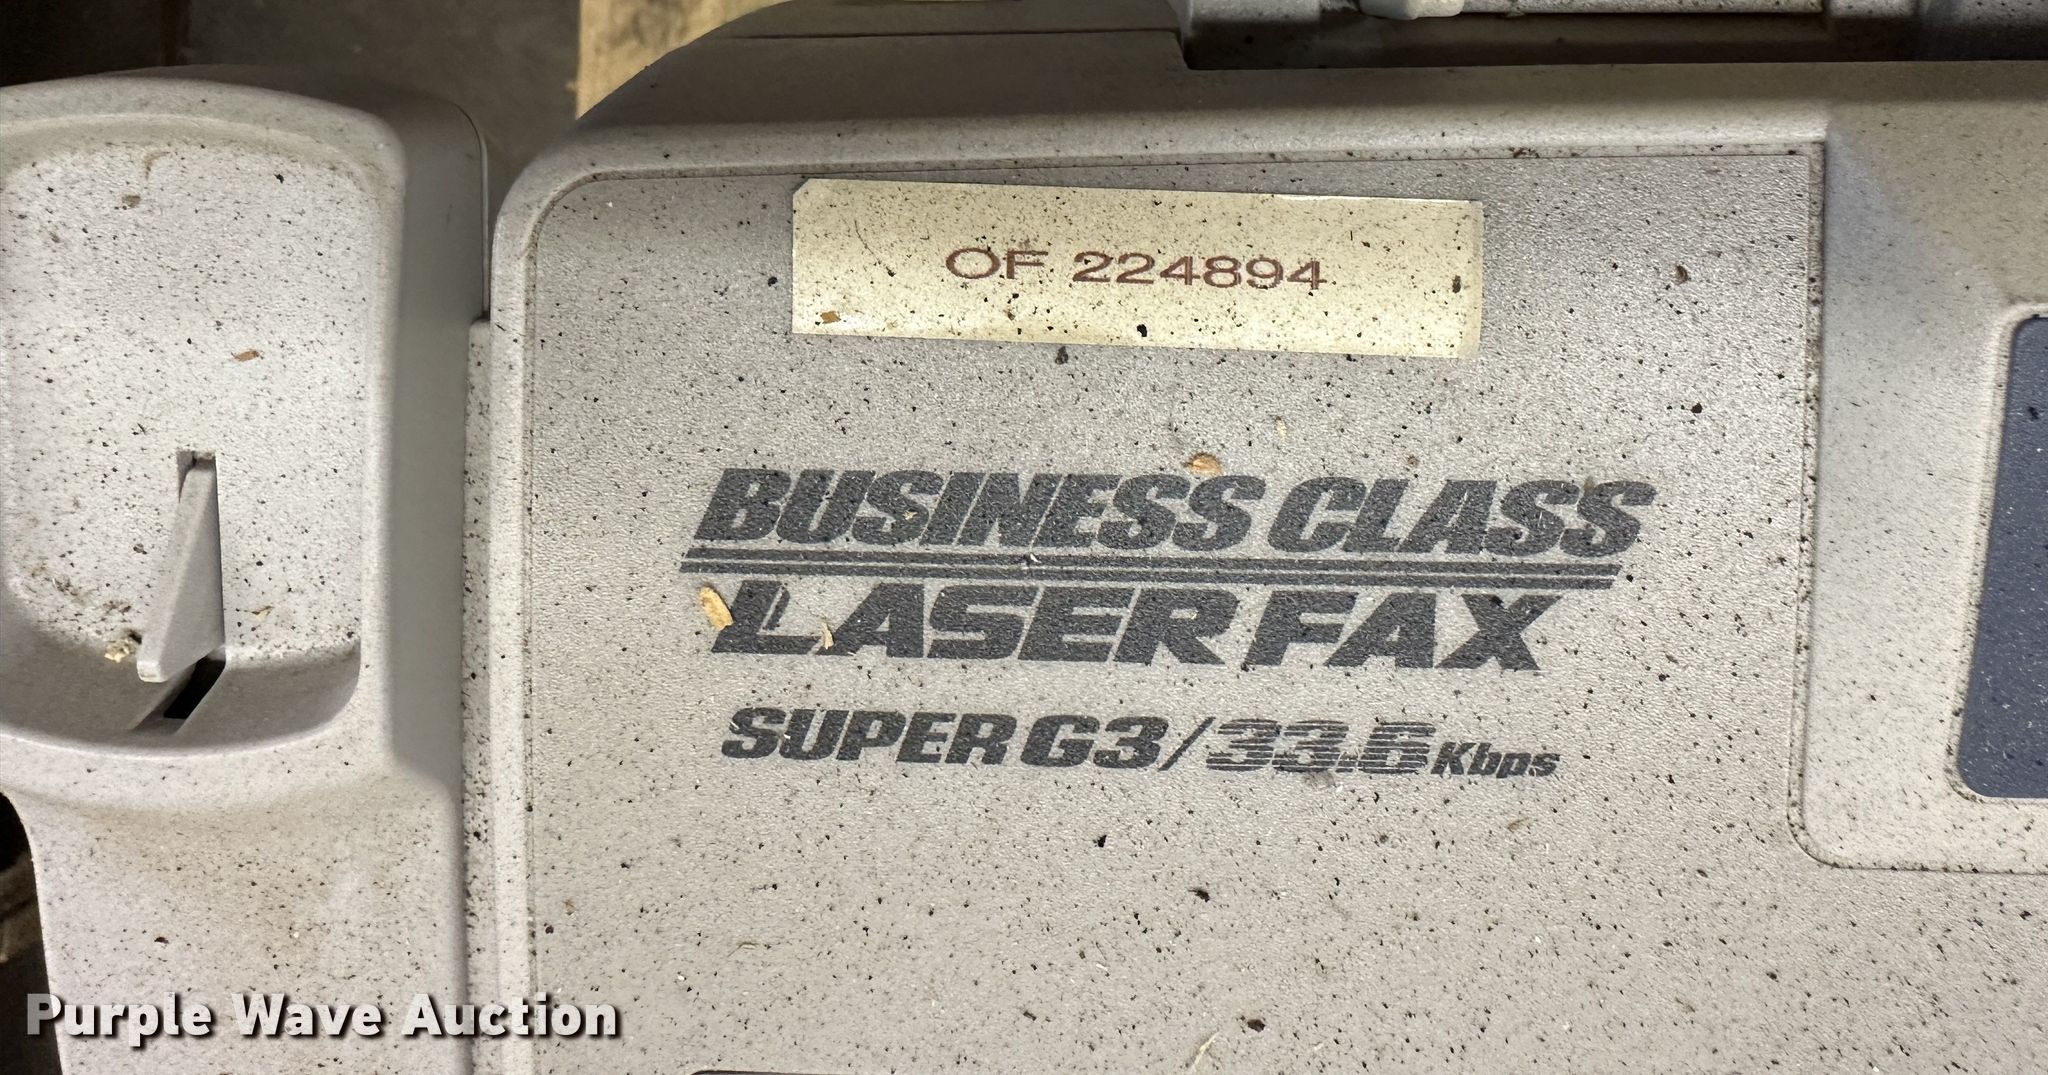 OF 224894
BUSINESS CLASS
LASER FAX
SUPER G3/33.6Kbps
Purple Wave Auction